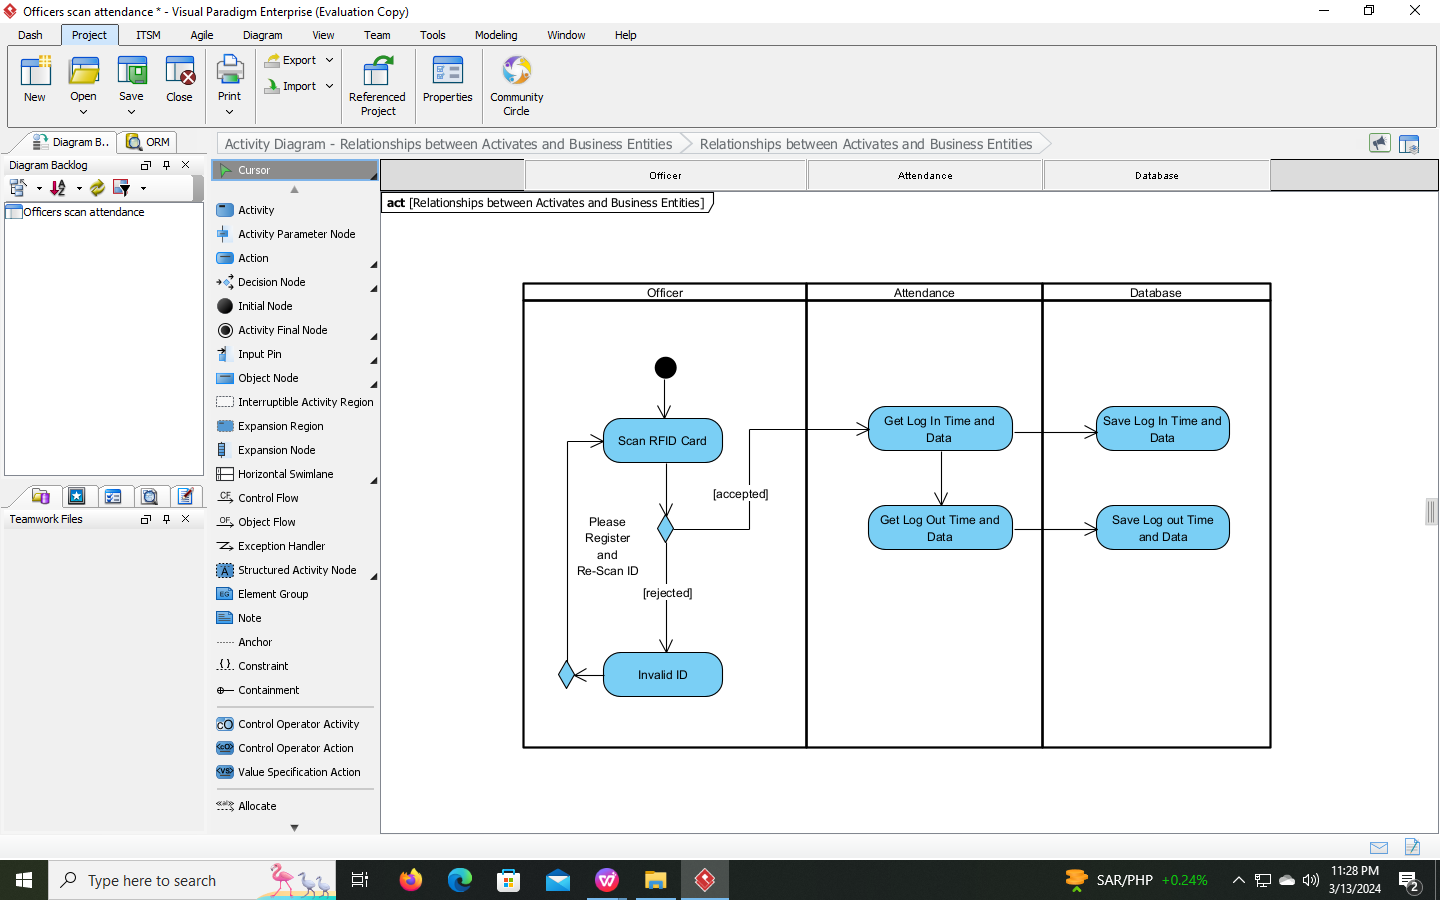 Officers scan attendance * - Visual Paradigm Enterprise (Evaluation Copy)
Dash
Project
ITSM
Agile
Diagram
View
Team
Tools
Modeling
Window
Help
New
Open
Save
Close
Print
Export
Import
Referenced
Project
Properties
Community
Circle
Diagram B..
ORM
Activity Diagram - Relationships between Activates and Business Entities
Relationships between Activates and Business Entities
Diagram Backlog
Officers scan attendance
Teamwork Files
Cursor
Activity
Activity Parameter Node
Action
Decision Node
Initial Node
Activity Final Node
Input Pin
Object Node
Interruptible Activity Region
Expansion Region
Expansion Node
Horizontal Swimlane
CF Control Flow
OF Object Flow
Exception Handler
A Structured Activity Node
EG Element Group
Note
Anchor
{ } Constraint
Containment
cO Control Operator Activity
<cO> Control Operator Action
<vs> Value Specification Action
Allocate
Officer
Attendance
Database
act [Relationships between Activates and Business Entities]
Officer
Attendance
Database
Scan RFID Card
Get Log In Time and
Data
Save Log In Time and
Data
[accepted]
Please
Register
and
Re-Scan ID
Get Log Out Time and
Data
Save Log out Time
and Data
[rejected]
Invalid ID
Type here to search
SAR/PHP +0.24%
11:28 PM
3/13/2024
2